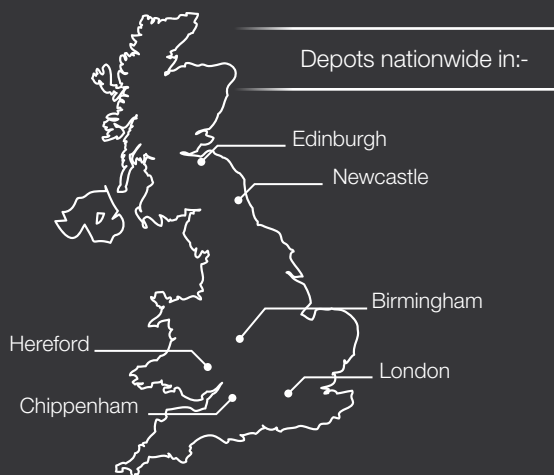 Depots nationwide in:-
Edinburgh
Newcastle
Birmingham
Hereford
London
Chippenham